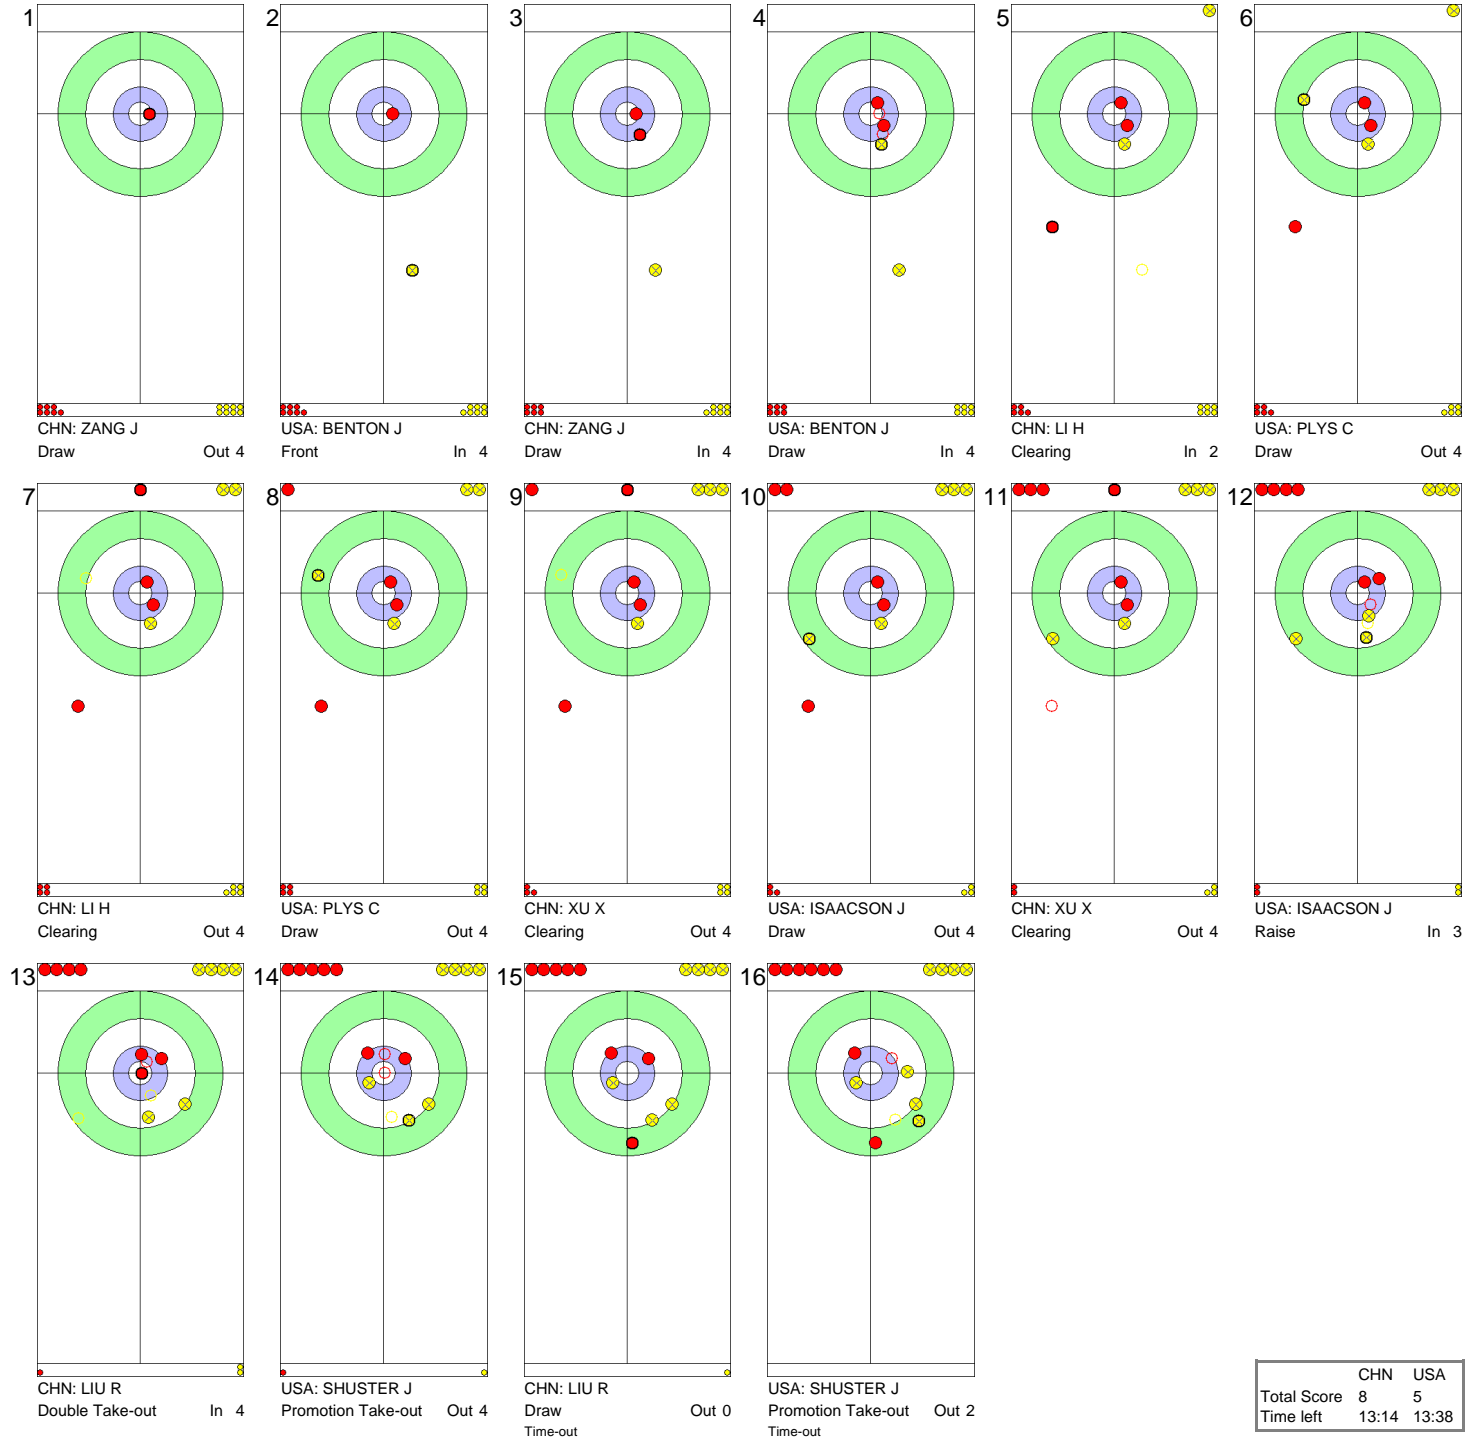 1 2 3 4 5 6
CHN: ZANG J USA: BENTON J CHN: ZANG J USA: BENTON J CHN: LI H USA: PLYS C
Draw Out 4 Front In 4 Draw In 4 Draw In 4 Clearing In 2 Draw Out 4
7 8 9 10 11 12
CHN: LI H USA: PLYS C CHN: XU X USA: ISAACSON J CHN: XU X USA: ISAACSON J
Clearing Out 4 Draw Out 4 Clearing Out 4 Draw Out 4 Clearing Out 4 Raise In 3
13 14 15 16
CHN: LIU R USA: SHUSTER J CHN: LIU R USA: SHUSTER J
Double Take-out In 4 Promotion Take-out Out 4 Draw Out 0 Promotion Take-out Out 2
Time-out Time-out
CHN USA
Total Score 8 5
Time left 13:14 13:38